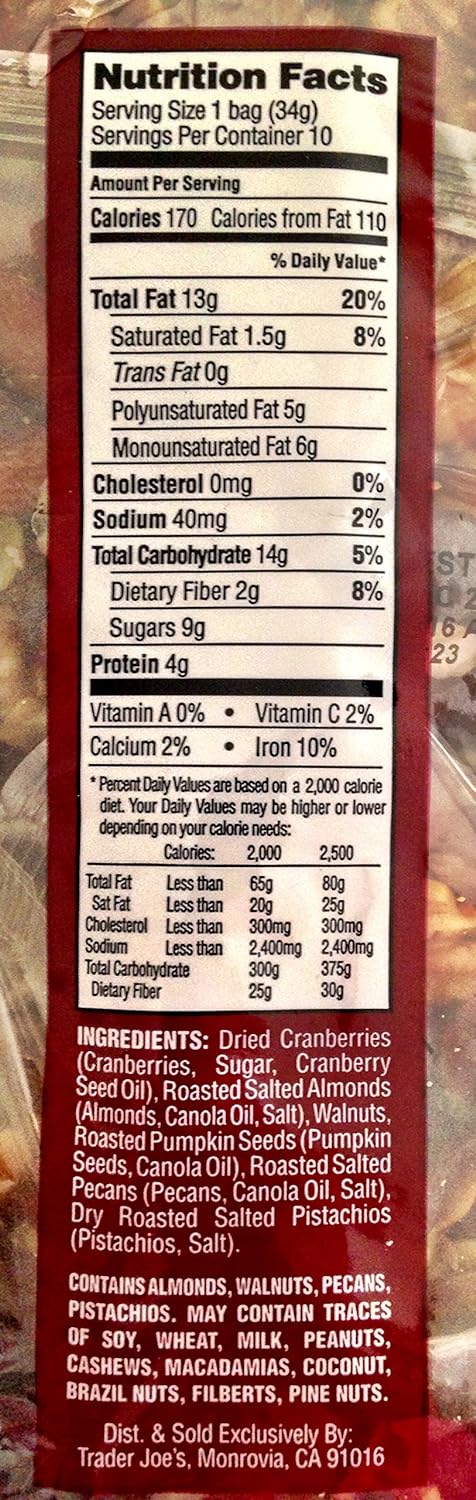 Nutrition Facts
Serving Size 1 bag (34g)
Servings Per Container 10
Amount Per Serving
Calories 170 Calories from Fat 110
% Daily Value*
Total Fat 13g 20%
Saturated Fat 1.5g 8%
Trans Fat 0g
Polyunsaturated Fat 5g
Monounsaturated Fat 6g
Cholesterol 0mg 0%
Sodium 40mg 2%
Total Carbohydrate 14g 5%
Dietary Fiber 2g 8%
Sugars 9g
Protein 4g
Vitamin A 0% • Vitamin C 2%
Calcium 2% • Iron 10%
* Percent Daily Values are based on a 2,000 calorie
diet. Your Daily Values may be higher or lower
depending on your calorie needs:
Calories: 2,000 2,500
Total Fat Less than 65g 80g
Sat Fat Less than 20g 25g
Cholesterol Less than 300mg 300mg
Sodium Less than 2,400mg 2,400mg
Total Carbohydrate 300g 375g
Dietary Fiber 25g 30g
INGREDIENTS: Dried Cranberries
(Cranberries, Sugar, Cranberry
Seed Oil), Roasted Salted Almonds
(Almonds, Canola Oil, Salt), Walnuts,
Roasted Pumpkin Seeds (Pumpkin
Seeds, Canola Oil), Roasted Salted
Pecans (Pecans, Canola Oil, Salt),
Dry Roasted Salted Pistachios
(Pistachios, Salt).
CONTAINS ALMONDS, WALNUTS, PECANS,
PISTACHIOS. MAY CONTAIN TRACES
OF SOY, WHEAT, MILK, PEANUTS,
CASHEWS, MACADAMIAS, COCONUT,
BRAZIL NUTS, FILBERTS, PINE NUTS.
Dist. & Sold Exclusively By:
Trader Joe's, Monrovia, CA 91016
23